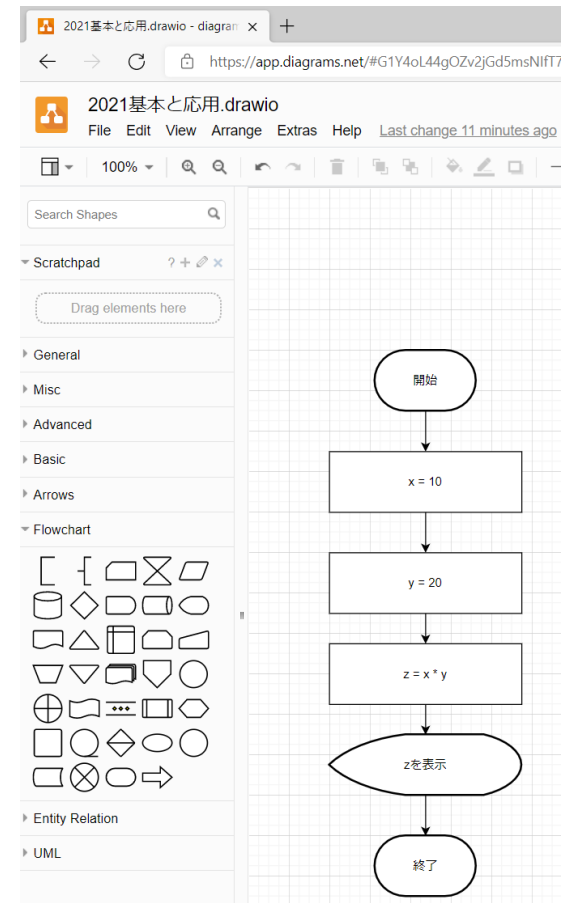 2021基本と応用.drawio - diagram
https://app.diagrams.net/#G1Y4oL44gOZv2jGd5msNIfT7
2021基本と応用.drawio
File Edit View Arrange Extras Help Last change 11 minutes ago
100%
Search Shapes
Scratchpad
Drag elements here
General
Misc
Advanced
Basic
Arrows
Flowchart
Entity Relation
UML
開始
x = 10
y = 20
z = x * y
zを表示
終了